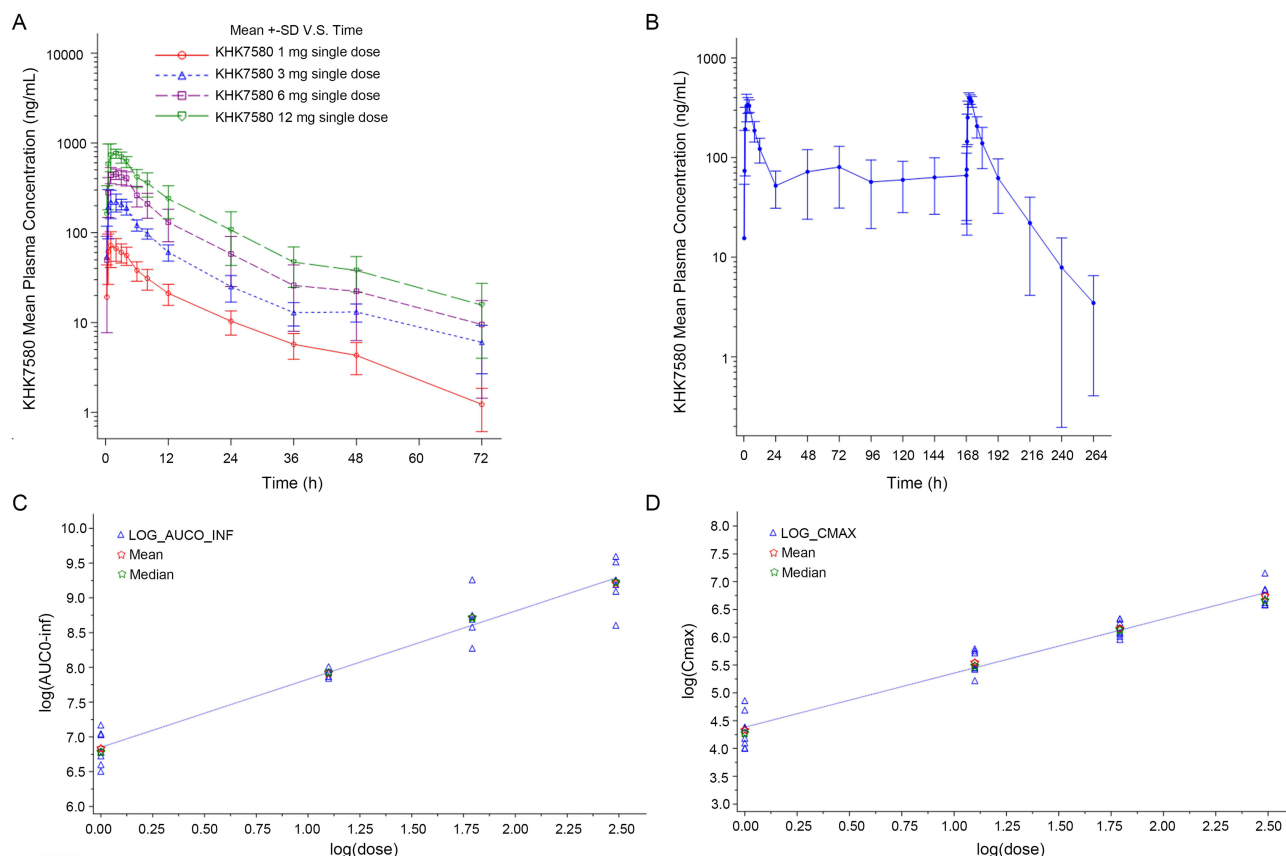 A
Mean +-SD V.S. Time
KHK7580 1 mg single dose
KHK7580 3 mg single dose
KHK7580 6 mg single dose
KHK7580 12 mg single dose
KHK7580 Mean Plasma Concentration (ng/mL)
10000
1000
100
10
1
0 12 24 36 48 60 72
Time (h)
B
KHK7580 Mean Plasma Concentration (ng/mL)
1000
100
10
1
0 24 48 72 96 120 144 168 192 216 240 264
Time (h)
C
LOG_AUCO_INF
Mean
Median
log(AUC0-inf)
10.0
9.5
9.0
8.5
8.0
7.5
7.0
6.5
6.0
0.00 0.25 0.50 0.75 1.00 1.25 1.50 1.75 2.00 2.25 2.50
log(dose)
D
LOG_CMAX
Mean
Median
log(Cmax)
8.0
7.5
7.0
6.5
6.0
5.5
5.0
4.5
4.0
3.5
3.0
0.00 0.25 0.50 0.75 1.00 1.25 1.50 1.75 2.00 2.25 2.50
log(dose)